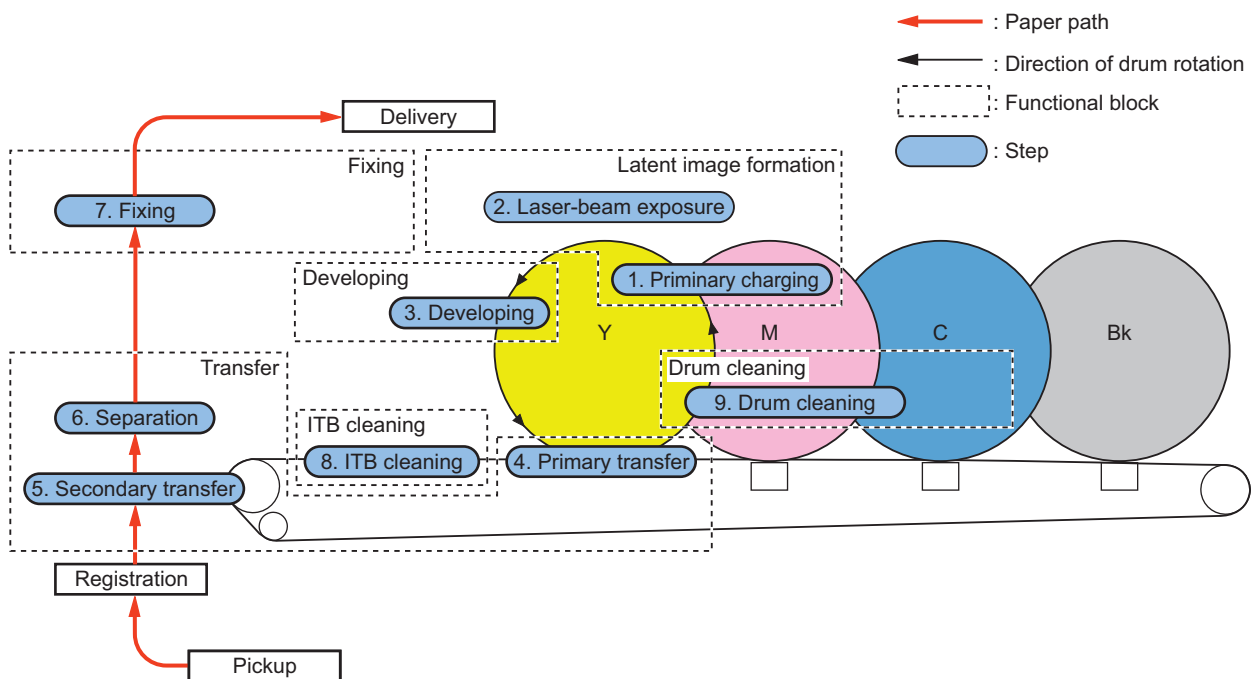 : Paper path
: Direction of drum rotation
: Functional block
: Step
Delivery
Fixing
7. Fixing
Latent image formation
2. Laser-beam exposure
1. Priminary charging
Developing
3. Developing
Y
M
C
Bk
Transfer
6. Separation
5. Secondary transfer
ITB cleaning
8. ITB cleaning
4. Primary transfer
Drum cleaning
9. Drum cleaning
Registration
Pickup